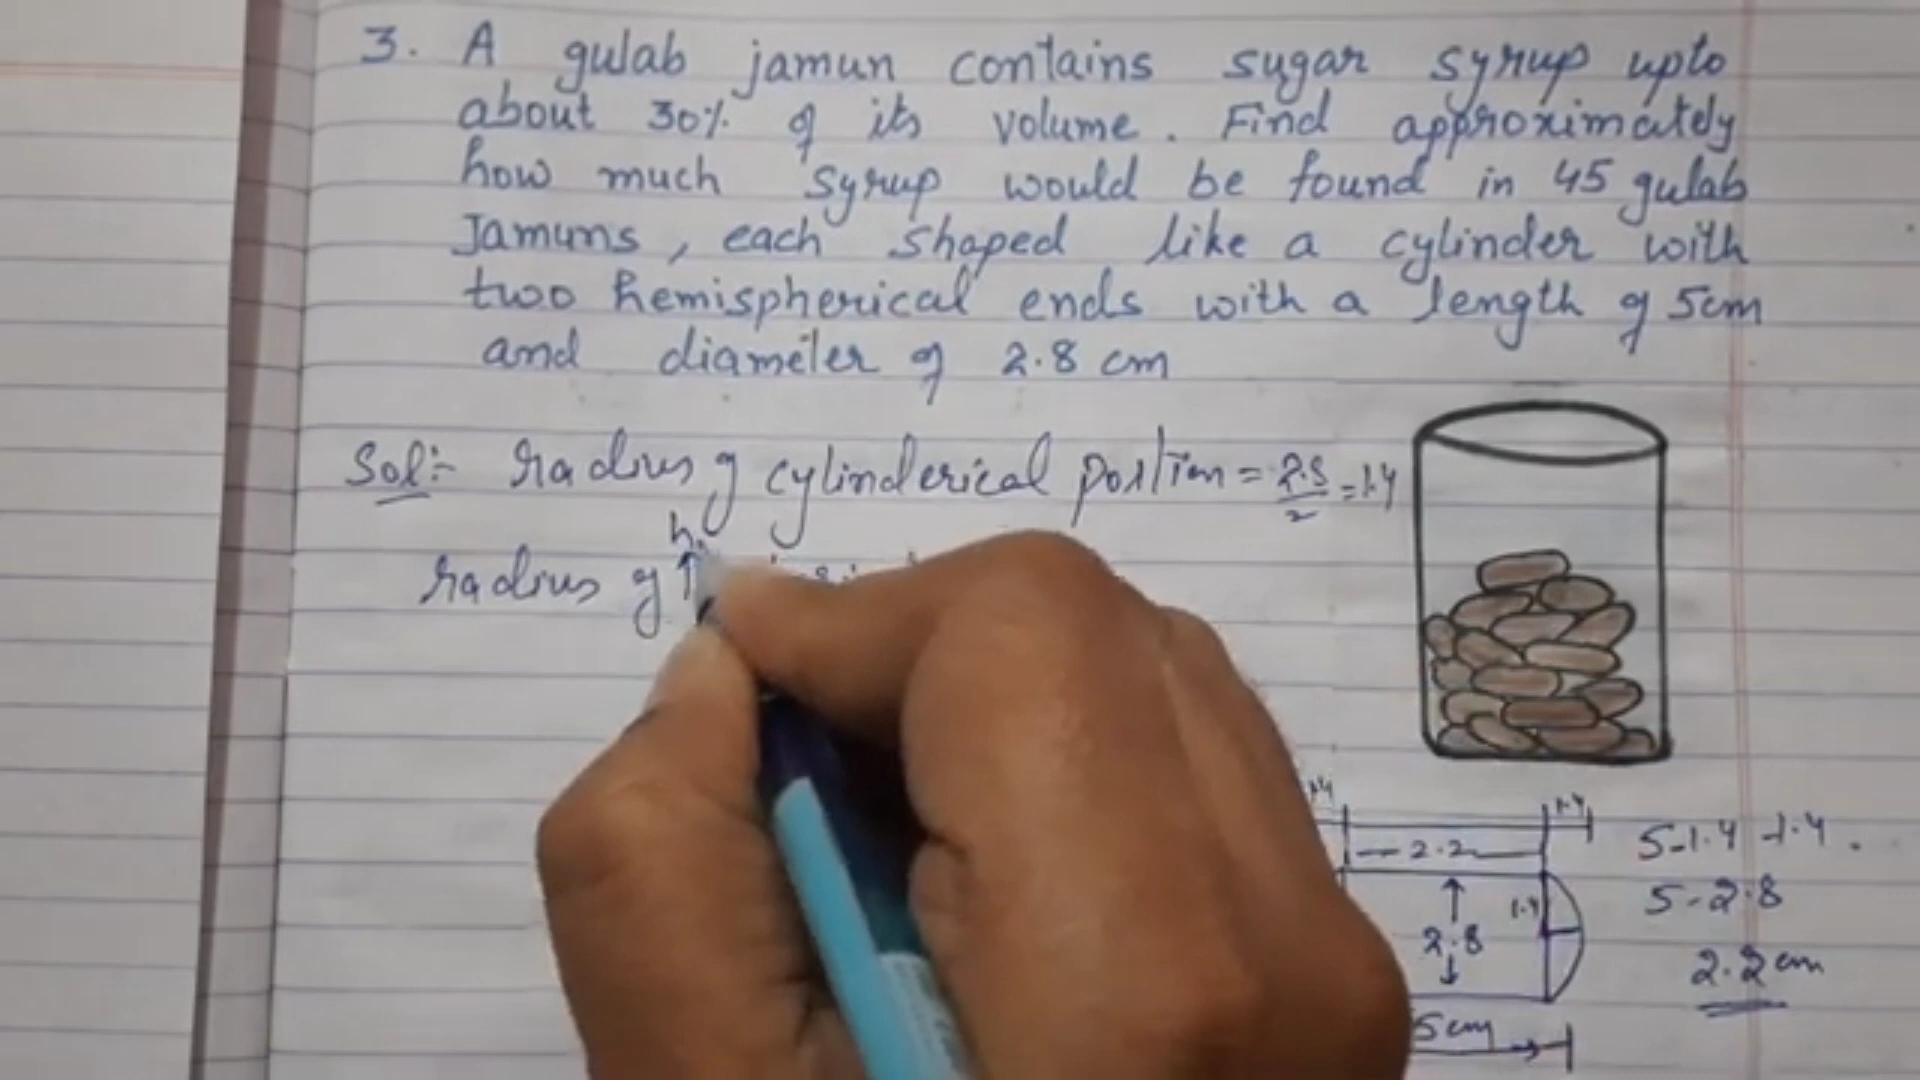 3. A gulab jamun contains sugar syrup upto
about 30% of its volume. Find approximately
how much syrup would be found in 45 gulab
Jamuns, each shaped like a cylinder with
two hemispherical ends with a length of 5cm
and diameter of 2.8 cm
Sol:- radius of cylinderical portion = 2.8/2 = 1.4
radius of
1.4 1.4
2.2
5-1.4-1.4.
5-2.8
2.2cm
1.4
2.8
5cm